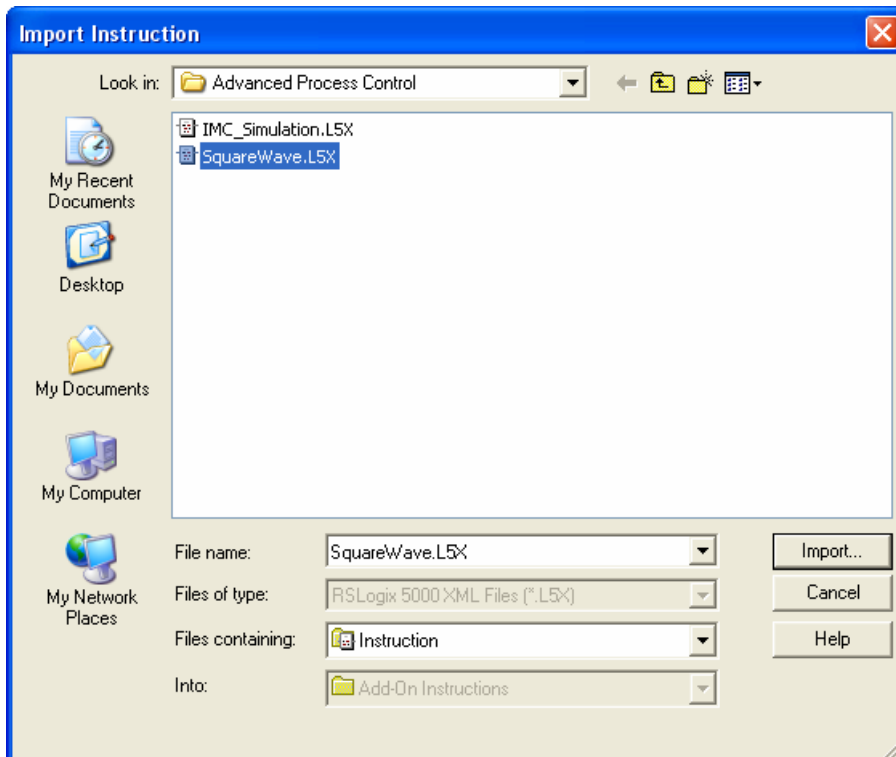 Import Instruction
Look in:
Advanced Process Control
IMC_Simulation.L5X
SquareWave.L5X
My Recent
Documents
Desktop
My Documents
My Computer
My Network
Places
File name:
SquareWave.L5X
Import...
Files of type:
RSLogix 5000 XML Files (*.L5X)
Cancel
Files containing:
Instruction
Help
Into:
Add-On Instructions